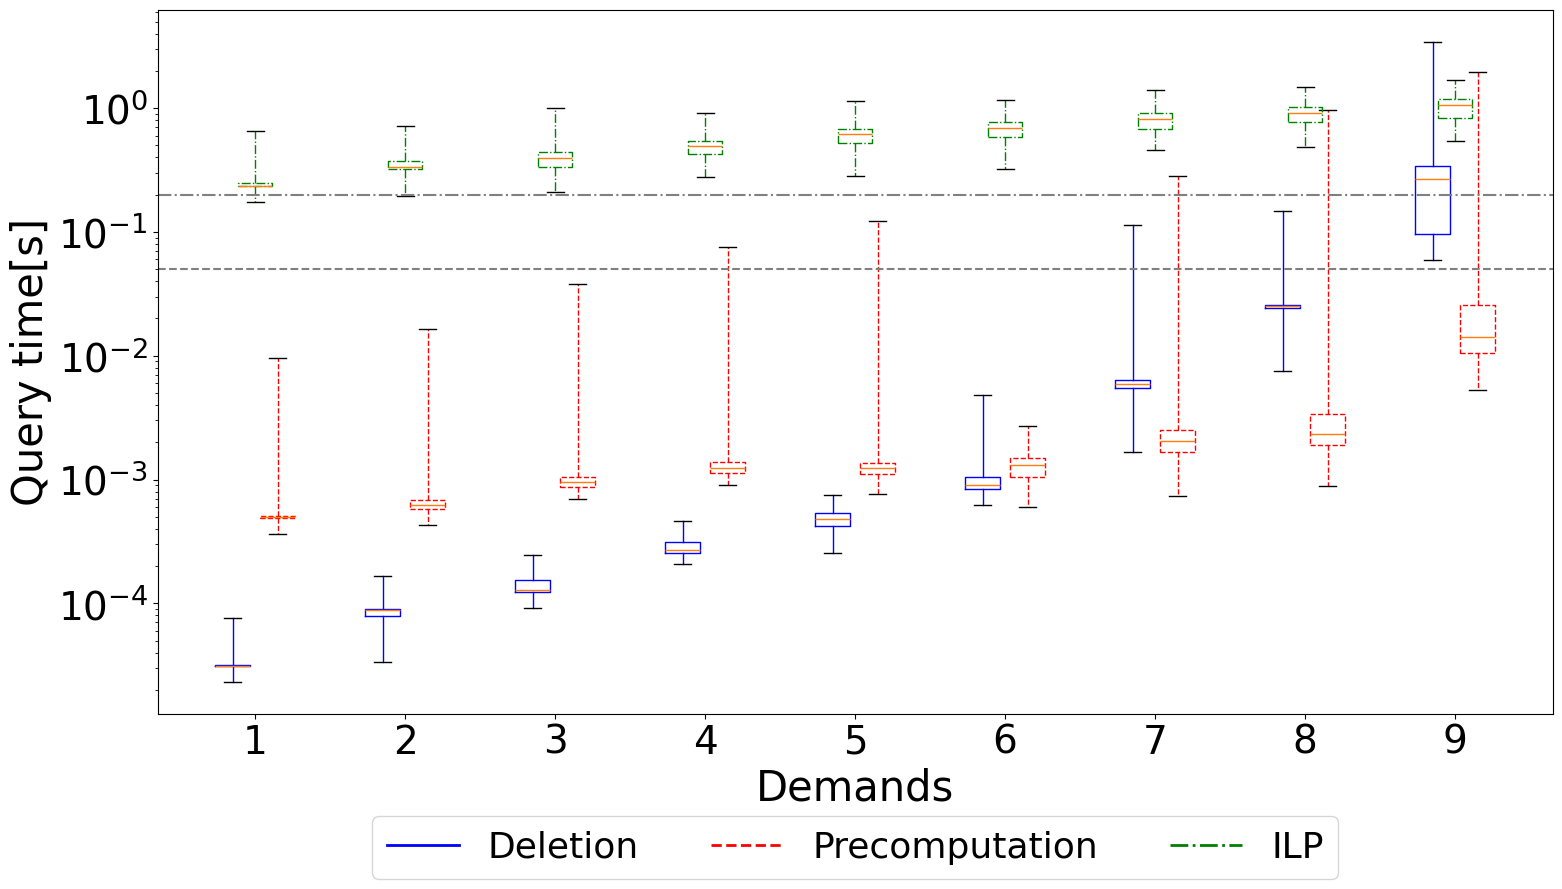 Query time[s]
10^0
10^-1
10^-2
10^-3
10^-4
1 2 3 4 5 6 7 8 9
Demands
Deletion Precomputation ILP